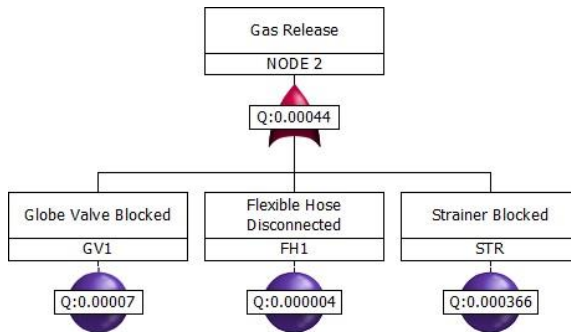 Gas Release
NODE 2
Q:0.00044
Globe Valve Blocked
GV1
Q:0.00007
Flexible Hose
Disconnected
FH1
Q:0.000004
Strainer Blocked
STR
Q:0.000366